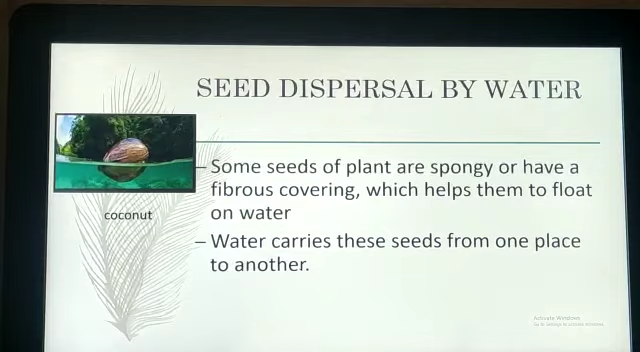 SEED DISPERSAL BY WATER
– Some seeds of plant are spongy or have a
fibrous covering, which helps them to float
on water
– Water carries these seeds from one place
to another.
coconut
Activate Windows